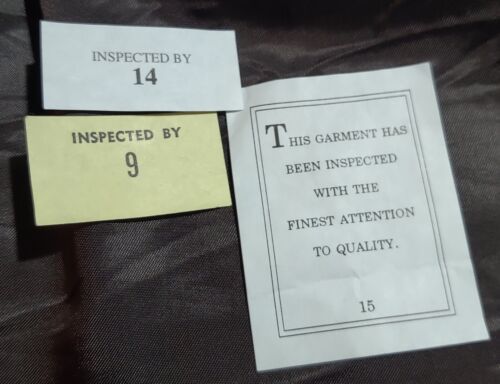 INSPECTED BY
14
INSPECTED BY
9
THIS GARMENT HAS
BEEN INSPECTED
WITH THE
FINEST ATTENTION
TO QUALITY.
15